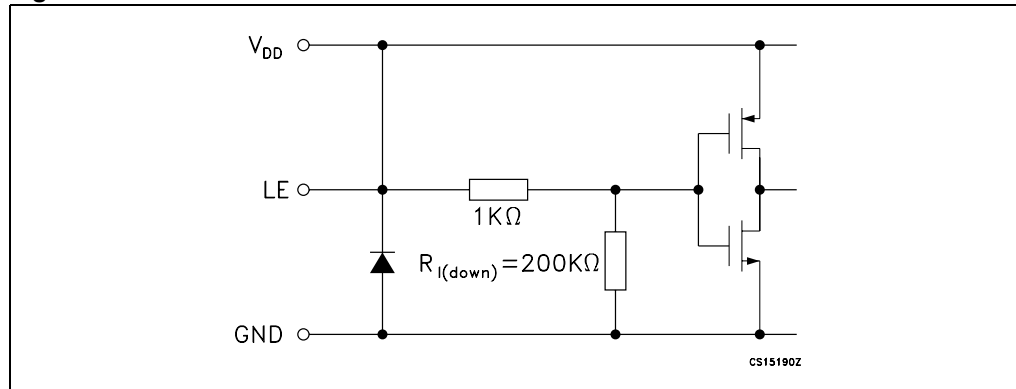 V_DD
LE
1KΩ
R_I(down)=200KΩ
GND
CS15190Z